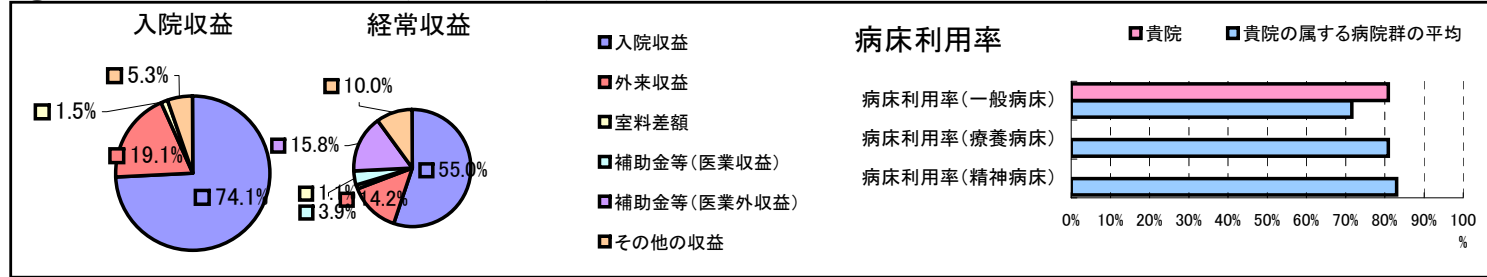 入院収益
5.3%
1.5%
19.1%
74.1%
経常収益
10.0%
15.8%
55.0%
1.1%
14.2%
3.9%
入院収益
外来収益
室料差額
補助金等(医業収益)
補助金等(医業外収益)
その他の収益
病床利用率
貴院
貴院の属する病院群の平均
病床利用率(一般病床)
病床利用率(療養病床)
病床利用率(精神病床)
0% 10% 20% 30% 40% 50% 60% 70% 80% 90% 100
%